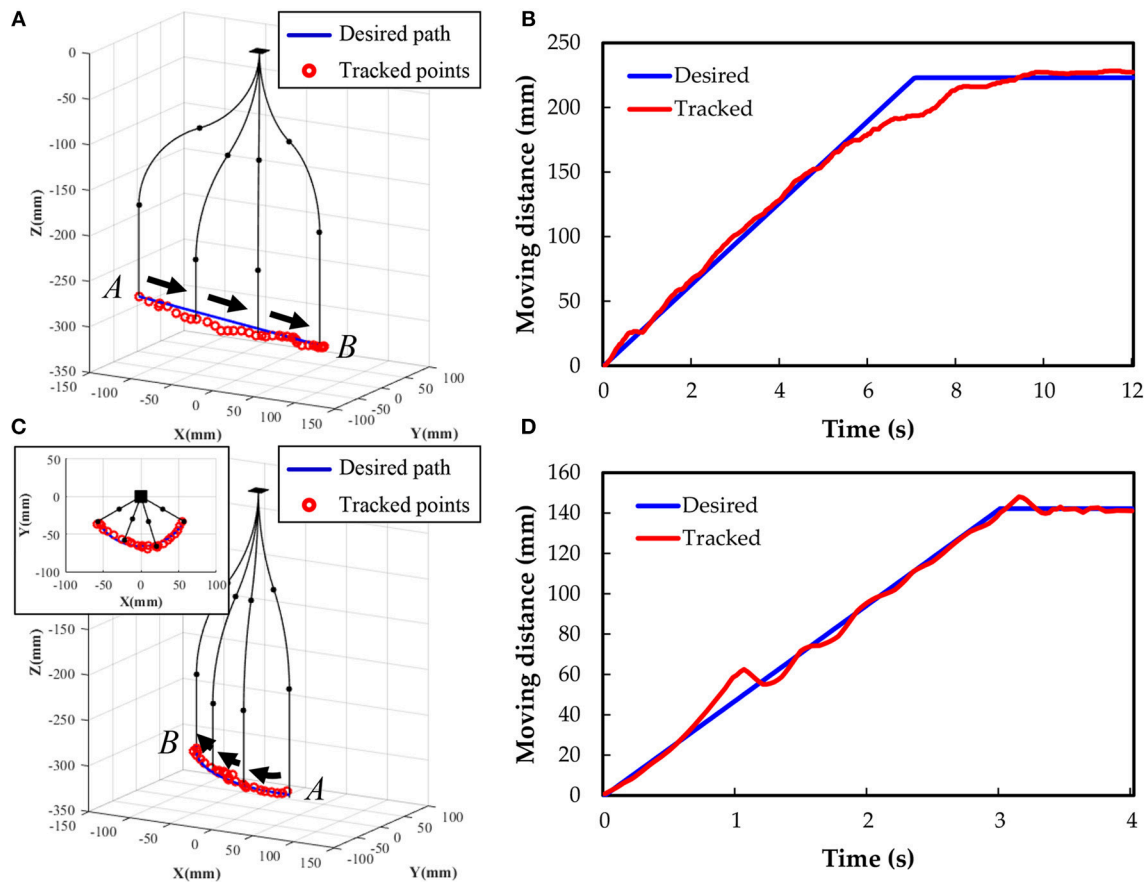 A
Desired path
Tracked points
0
-50
-100
-150
-200
-250
-300
-350
Z(mm)
A
B
-150
-100
-50
0
50
100
150
X(mm)
-100
-50
0
50
100
Y(mm)
B
250
200
150
100
50
0
Moving distance (mm)
Desired
Tracked
0
2
4
6
8
10
12
Time (s)
C
50
0
-50
-100
Y(mm)
-100
-50
0
50
100
X(mm)
Desired path
Tracked points
-150
-200
-250
-300
-350
Z(mm)
B
A
-150
-100
-50
0
50
100
150
X(mm)
-100
-50
0
50
100
Y(mm)
D
160
140
120
100
80
60
40
20
0
Moving distance (mm)
Desired
Tracked
0
1
2
3
4
Time (s)